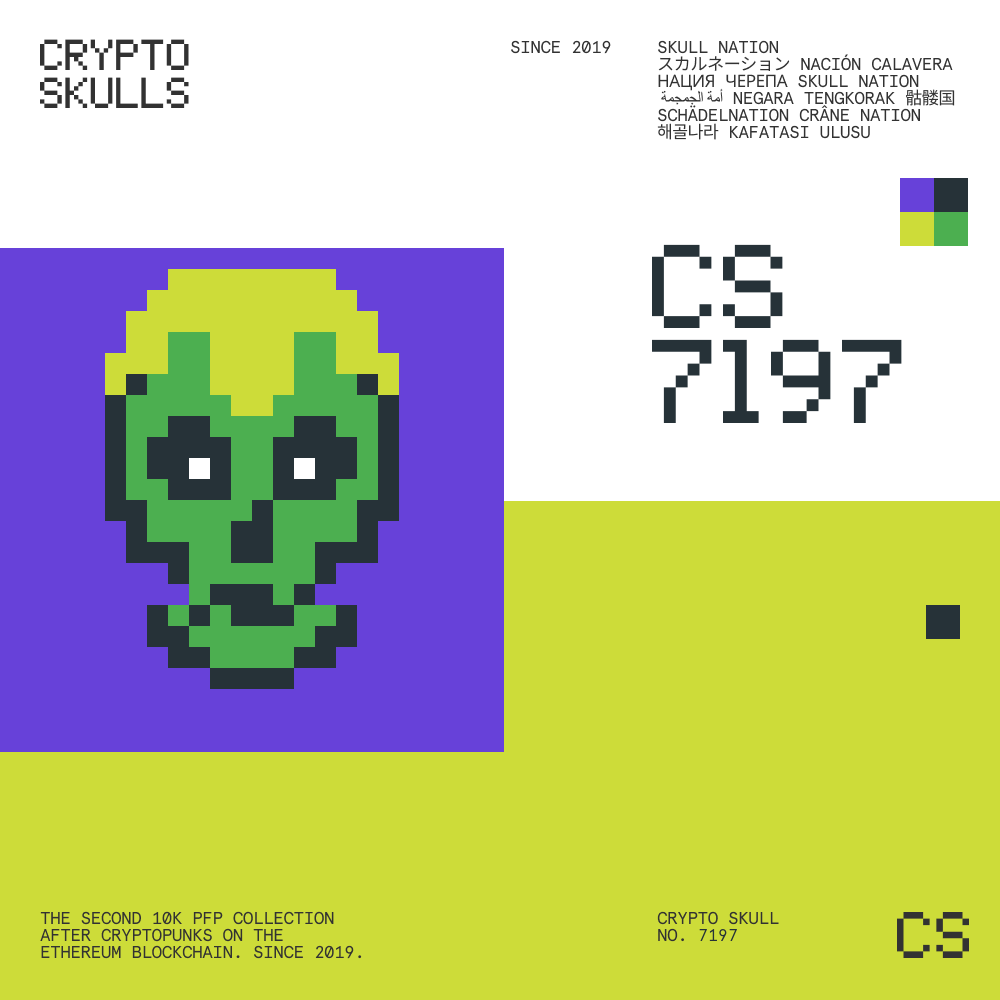 CRYPTO
SKULLS
SINCE 2019
SKULL NATION
スカルネーション NACIÓN CALAVERA
НАЦИЯ ЧЕРЕПА SKULL NATION
أمة الجمجمة NEGARA TENGKORAK 骷髅国
SCHÄDELNATION CRÂNE NATION
해골나라 KAFATASI ULUSU
CS
7197
THE SECOND 10K PFP COLLECTION
AFTER CRYPTOPUNKS ON THE
ETHEREUM BLOCKCHAIN. SINCE 2019.
CRYPTO SKULL
NO. 7197
CS